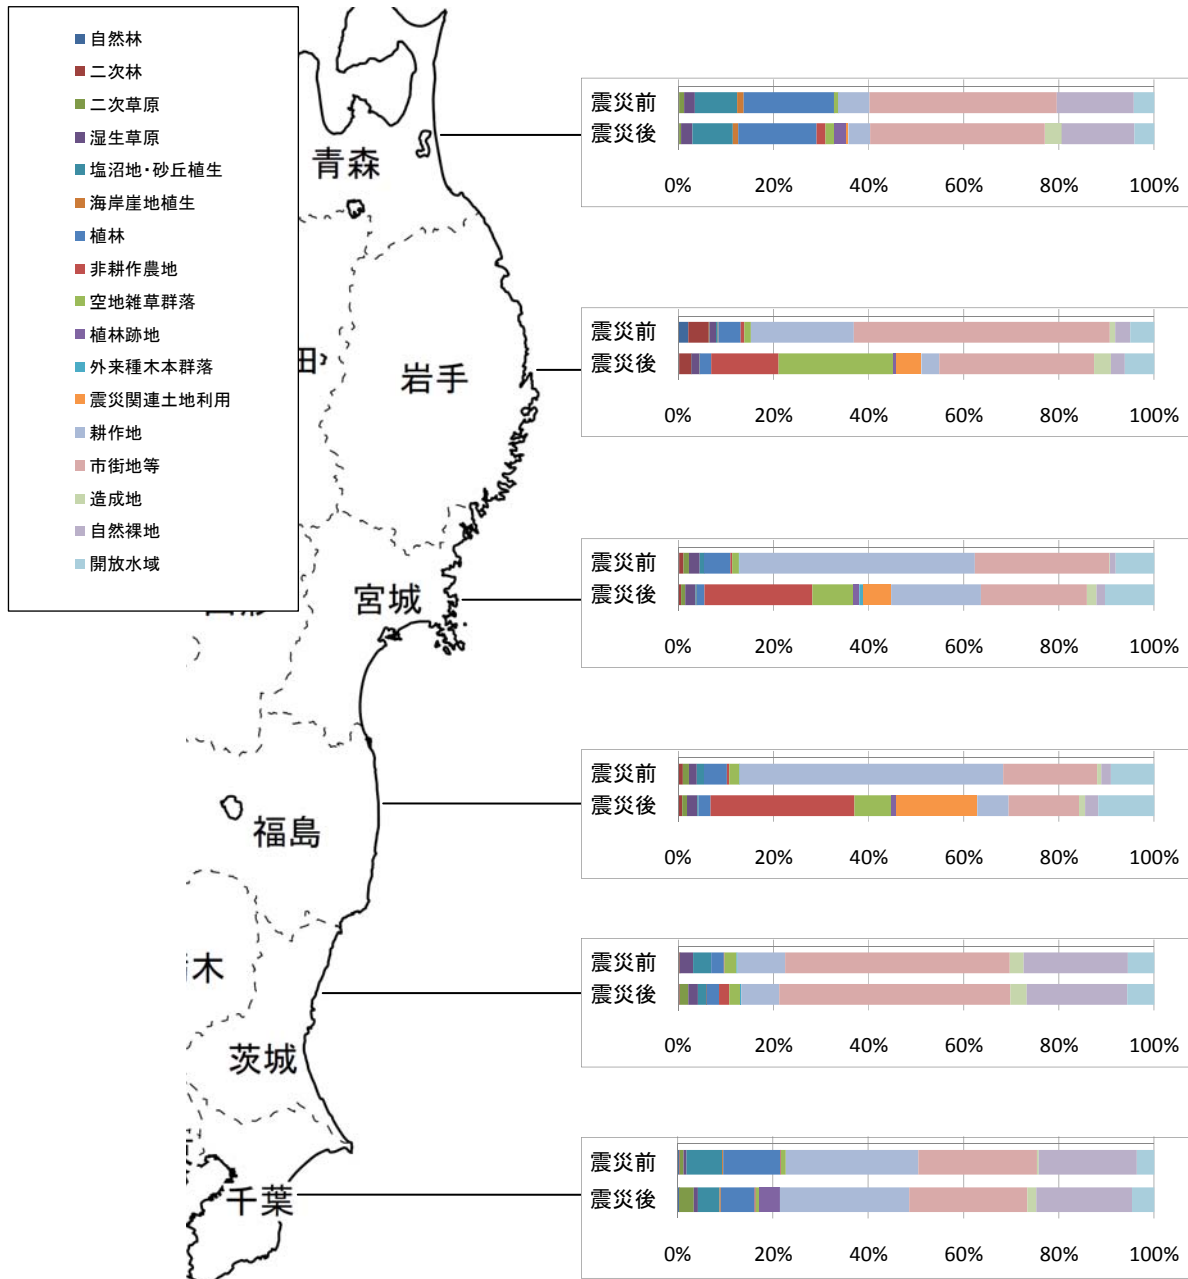 自然林
二次林
二次草原
湿生草原
塩沼地・砂丘植生
海岸崖地植生
植林
非耕作農地
空地雑草群落
植林跡地
外来種木本群落
震災関連土地利用
耕作地
市街地等
造成地
自然裸地
開放水域
青森
岩手
宮城
福島
木
茨城
千葉
震災前
震災後
0% 20% 40% 60% 80% 100%
震災前
震災後
0% 20% 40% 60% 80% 100%
震災前
震災後
0% 20% 40% 60% 80% 100%
震災前
震災後
0% 20% 40% 60% 80% 100%
震災前
震災後
0% 20% 40% 60% 80% 100%
震災前
震災後
0% 20% 40% 60% 80% 100%